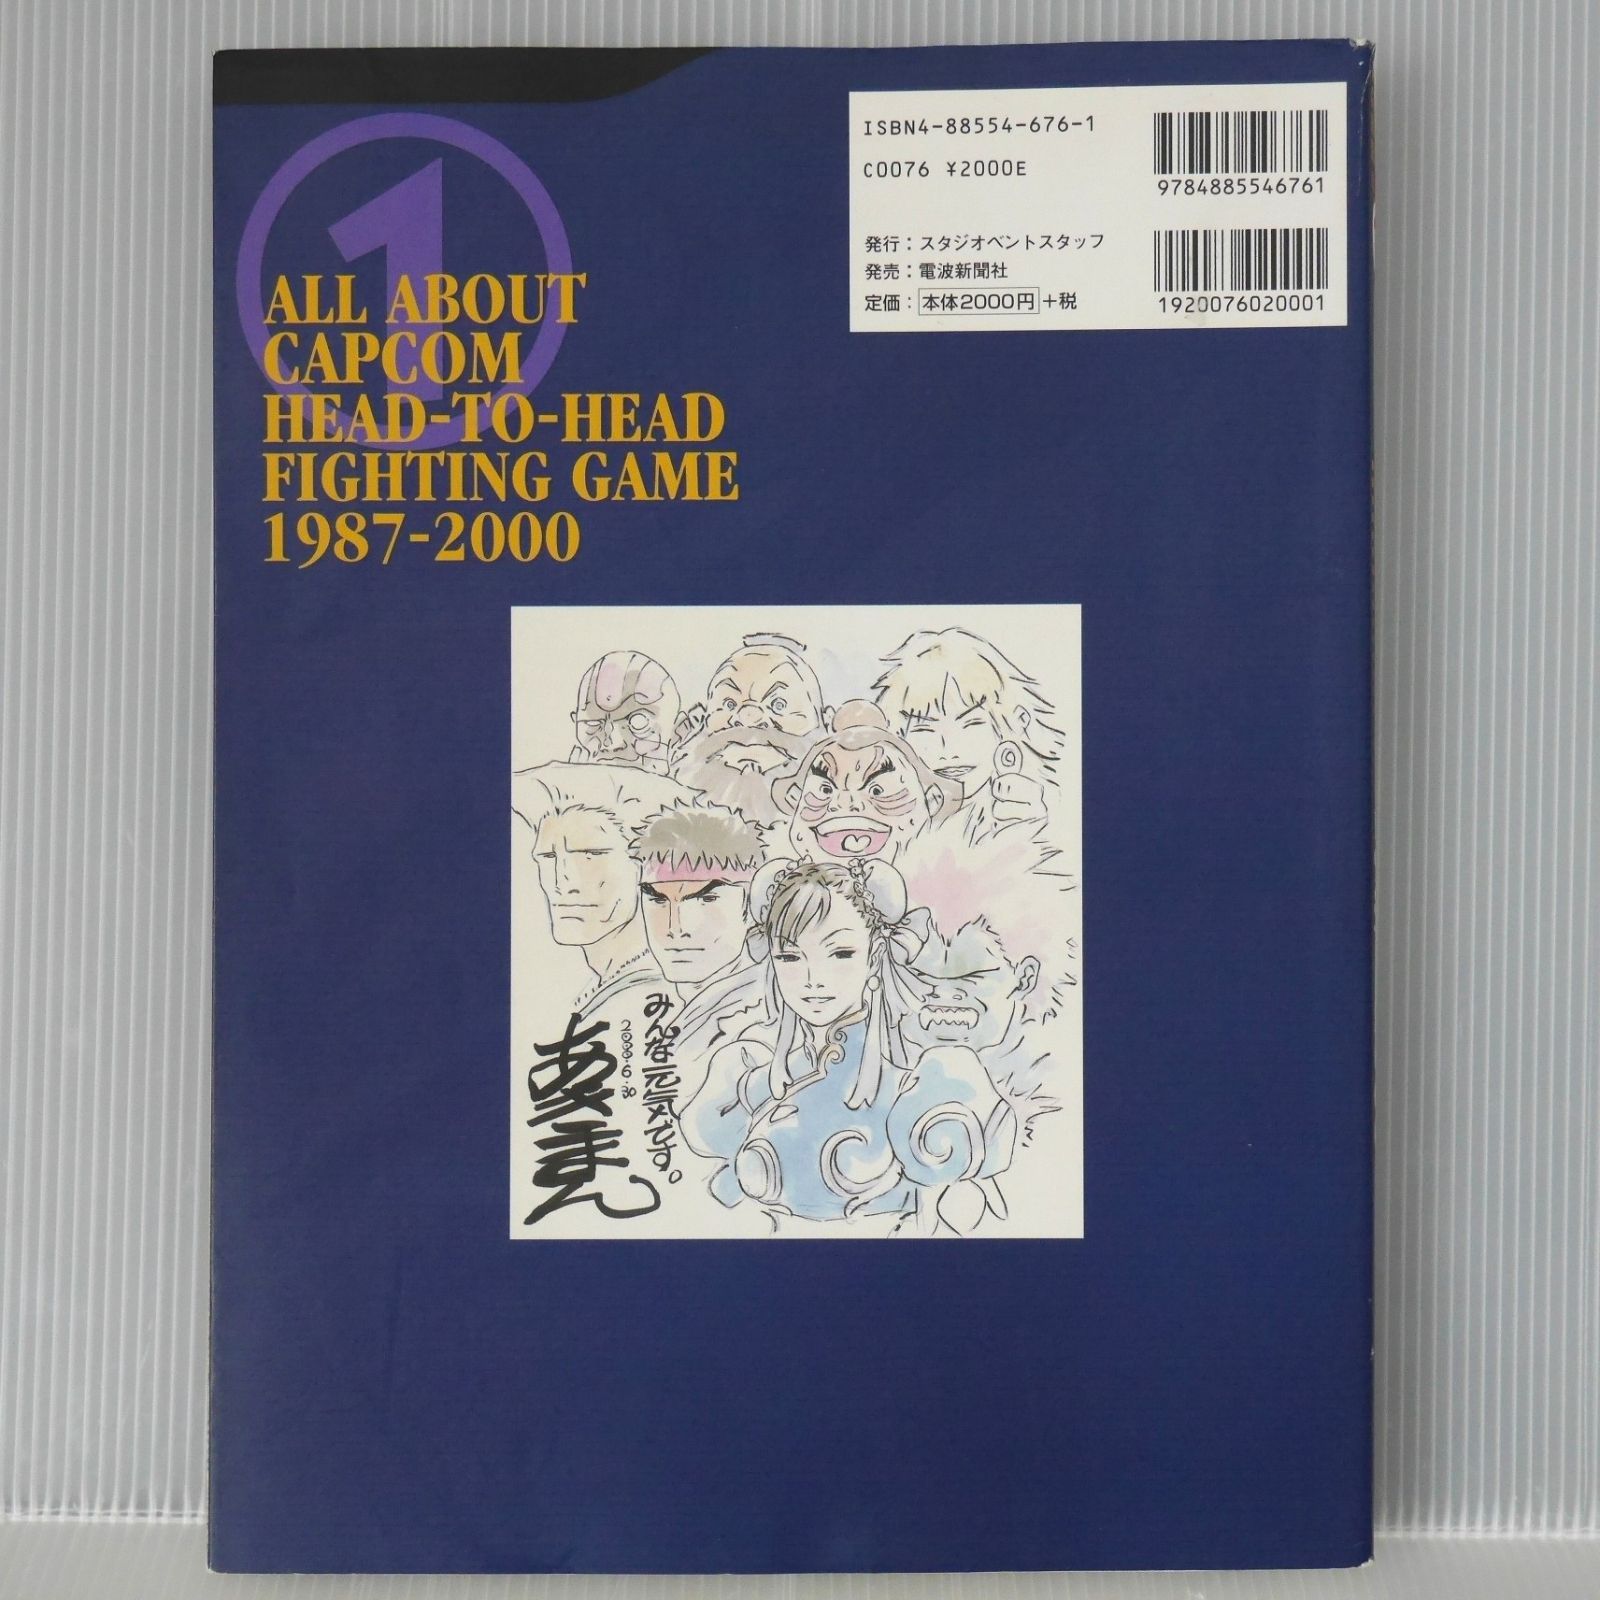 1
ALL ABOUT
CAPCOM
HEAD-TO-HEAD
FIGHTING GAME
1987-2000
ISBN4-88554-676-1
C0076 ¥2000E
9784885546761
発行：スタジオベントスタッフ
発売：電波新聞社
定価：本体2000円+税
1920076020001
みんな元気です。
2000.6.30
あきまん